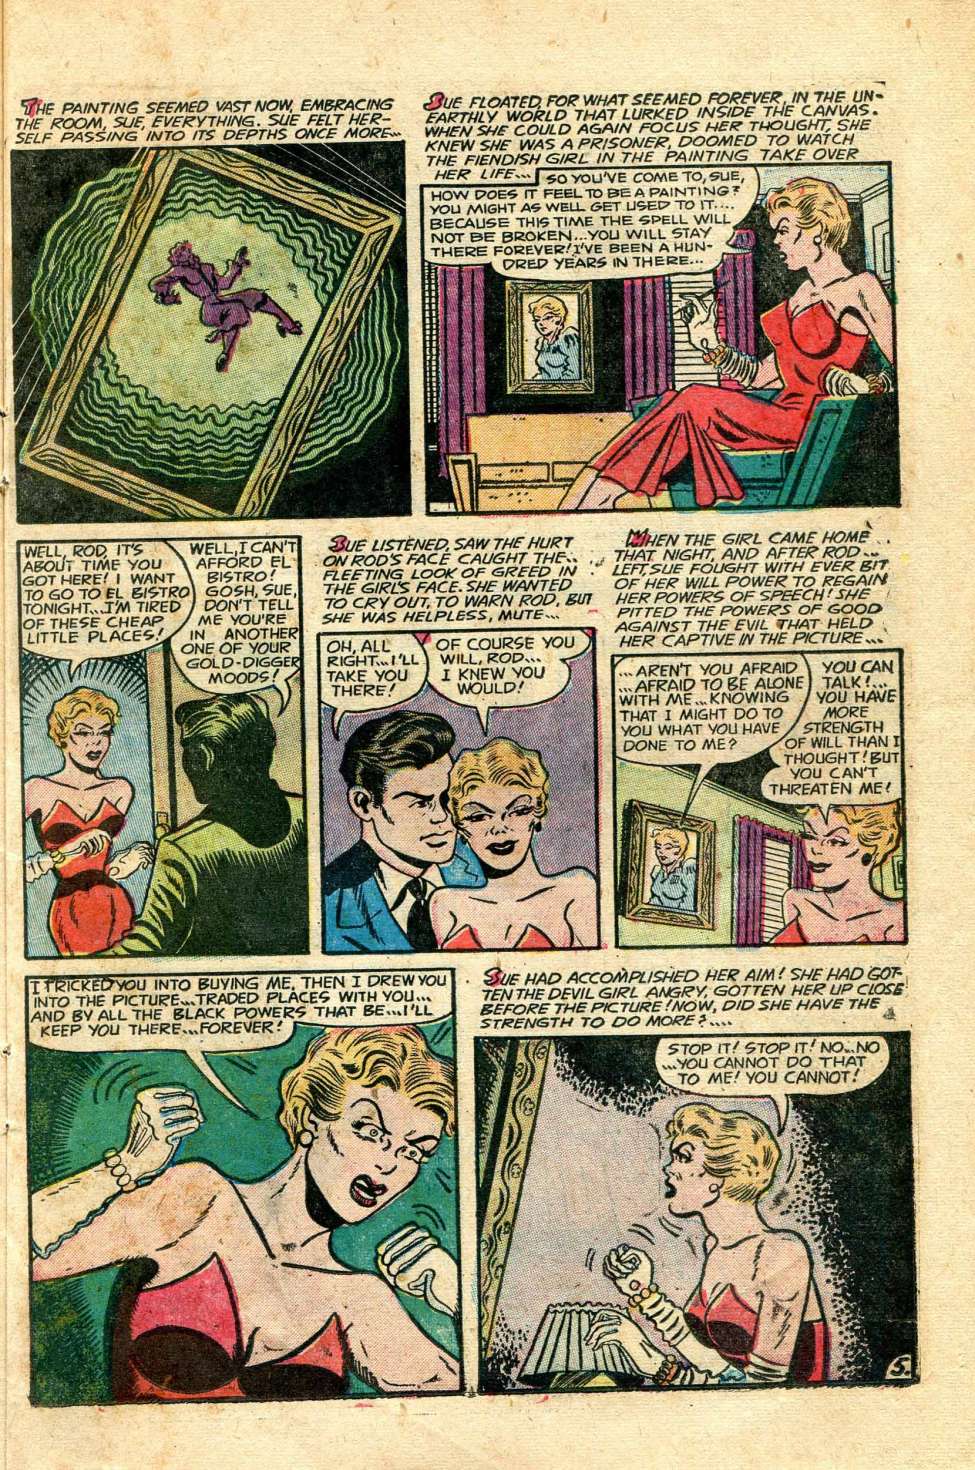 THE PAINTING SEEMED VAST NOW, EMBRACING
THE ROOM, SUE, EVERYTHING. SUE FELT HER-
SELF PASSING INTO ITS DEPTHS ONCE MORE...
SUE FLOATED, FOR WHAT SEEMED FOREVER, IN THE UN-
EARTHLY WORLD THAT LURKED INSIDE THE CANVAS.
WHEN SHE COULD AGAIN FOCUS HER THOUGHT, SHE
KNEW SHE WAS A PRISONER, DOOMED TO WATCH
THE FIENDISH GIRL IN THE PAINTING TAKE OVER
HER LIFE...
SO YOU'VE COME TO, SUE,
HOW DOES IT FEEL TO BE A PAINTING?
YOU MIGHT AS WELL GET USED TO IT....
BECAUSE THIS TIME THE SPELL WILL
NOT BE BROKEN...YOU WILL STAY
THERE FOREVER! I'VE BEEN A HUN-
DRED YEARS IN THERE...
WELL, ROD, IT'S
ABOUT TIME YOU
GOT HERE! I WANT
TO GO TO EL BISTRO
TONIGHT...I'M TIRED
OF THESE CHEAP
LITTLE PLACES!
WELL, I CAN'T
AFFORD EL
BISTRO!
GOSH, SUE,
DON'T TELL
ME YOU'RE
IN ANOTHER
ONE OF YOUR
GOLD-DIGGER
MOODS!
SUE LISTENED, SAW THE HURT
ON ROD'S FACE CAUGHT THE
FLEETING LOOK OF GREED IN
THE GIRL'S FACE. SHE WANTED
TO CRY OUT, TO WARN ROD, BUT
SHE WAS HELPLESS, MUTE...
OH, ALL
RIGHT...I'LL
TAKE YOU
THERE!
OF COURSE YOU
WILL, ROD...
I KNEW YOU
WOULD!
WHEN THE GIRL CAME HOME
THAT NIGHT, AND AFTER ROD
LEFT, SUE FOUGHT WITH EVER BIT
OF HER WILL POWER TO REGAIN
HER POWERS OF SPEECH! SHE
PITTED THE POWERS OF GOOD
AGAINST THE EVIL THAT HELD
HER CAPTIVE IN THE PICTURE...
...AREN'T YOU AFRAID
...AFRAID TO BE ALONE
WITH ME...KNOWING
THAT I MIGHT DO TO
YOU WHAT YOU HAVE
DONE TO ME?
YOU CAN
TALK!...
YOU HAVE
MORE
STRENGTH
OF WILL THAN I
THOUGHT! BUT
YOU CAN'T
THREATEN ME!
I TRICKED YOU INTO BUYING ME, THEN I DREW YOU
INTO THE PICTURE...TRADED PLACES WITH YOU...
AND BY ALL THE BLACK POWERS THAT BE...I'LL
KEEP YOU THERE...FOREVER!
SUE HAD ACCOMPLISHED HER AIM! SHE HAD GOT-
TEN THE DEVIL GIRL ANGRY, GOTTEN HER UP CLOSE
BEFORE THE PICTURE! NOW, DID SHE HAVE THE
STRENGTH TO DO MORE?....
STOP IT! STOP IT! NO...NO
...YOU CANNOT DO THAT
TO ME! YOU CANNOT!
5.